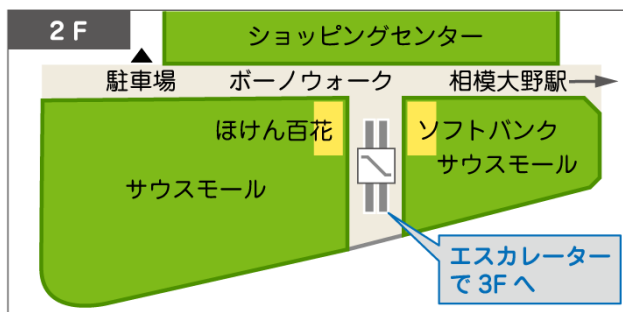 2F
ショッピングセンター
駐車場
ボーノウォーク
相模大野駅
ほけん百花
ソフトバンク
サウスモール
サウスモール
エスカレーター
で 3F へ